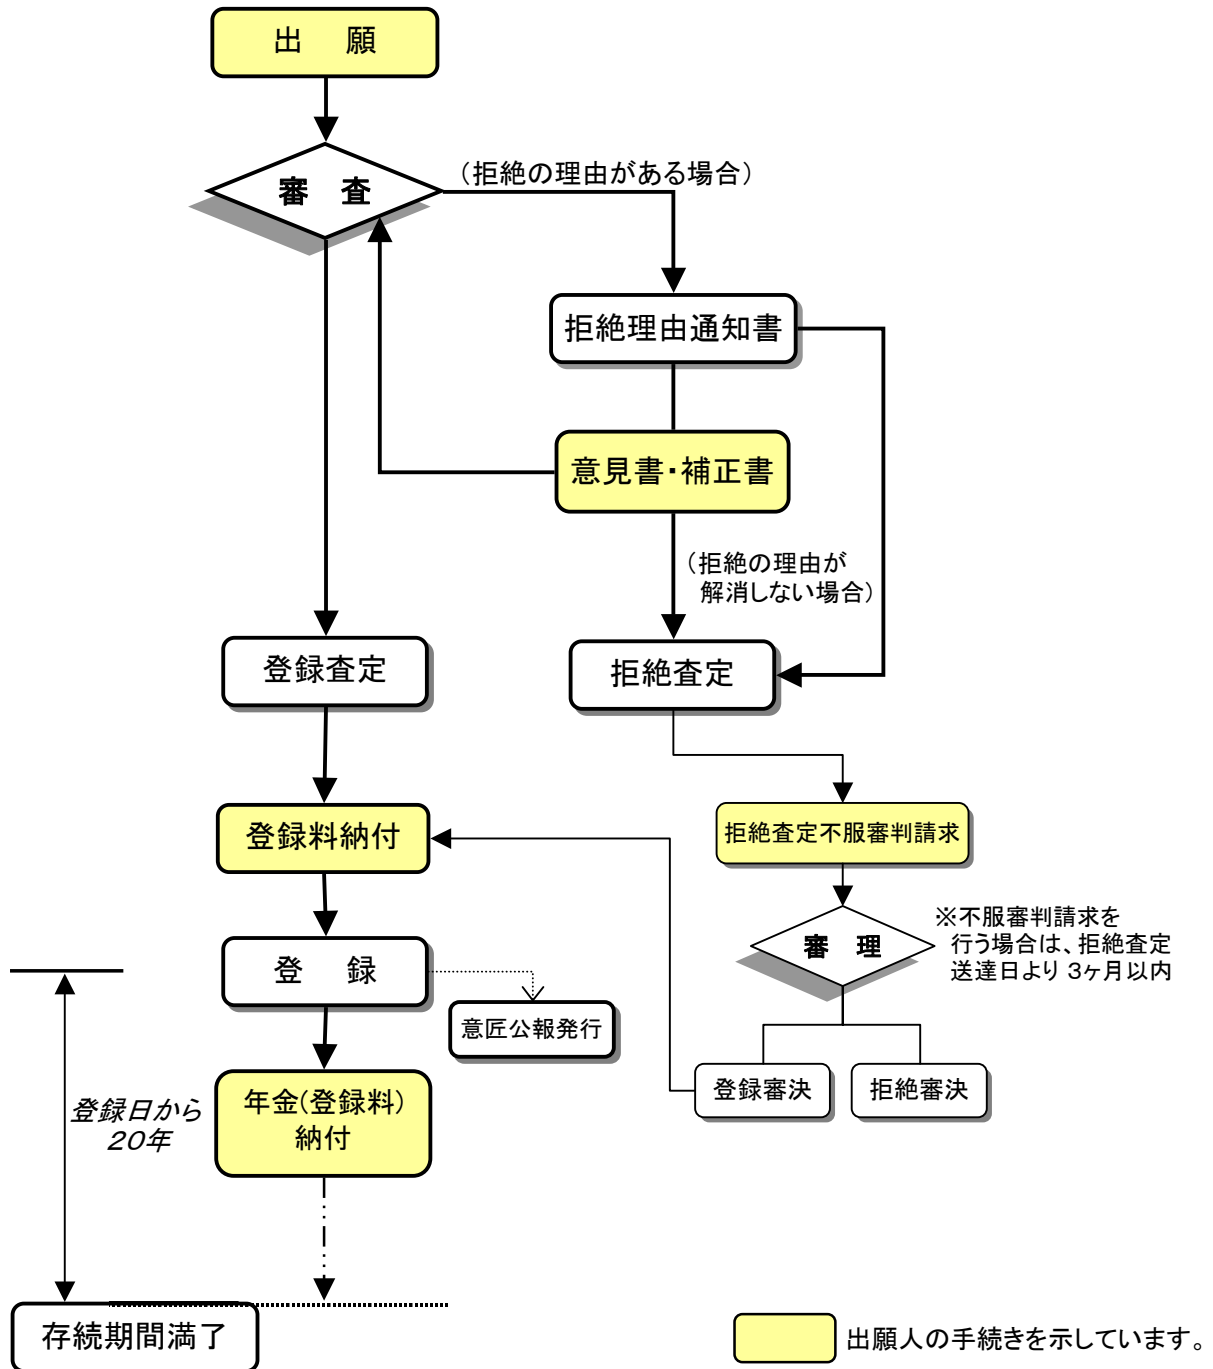 出　願
審　査
（拒絶の理由がある場合）
拒絶理由通知書
意見書・補正書
（拒絶の理由が
解消しない場合）
登録査定
拒絶査定
登録料納付
拒絶査定不服審判請求
審　理
※不服審判請求を
行う場合は、拒絶査定
送達日より 3ヶ月以内
登　録
意匠公報発行
登録審決
拒絶審決
年金(登録料)
納付
登録日から
20年
存続期間満了
出願人の手続きを示しています。